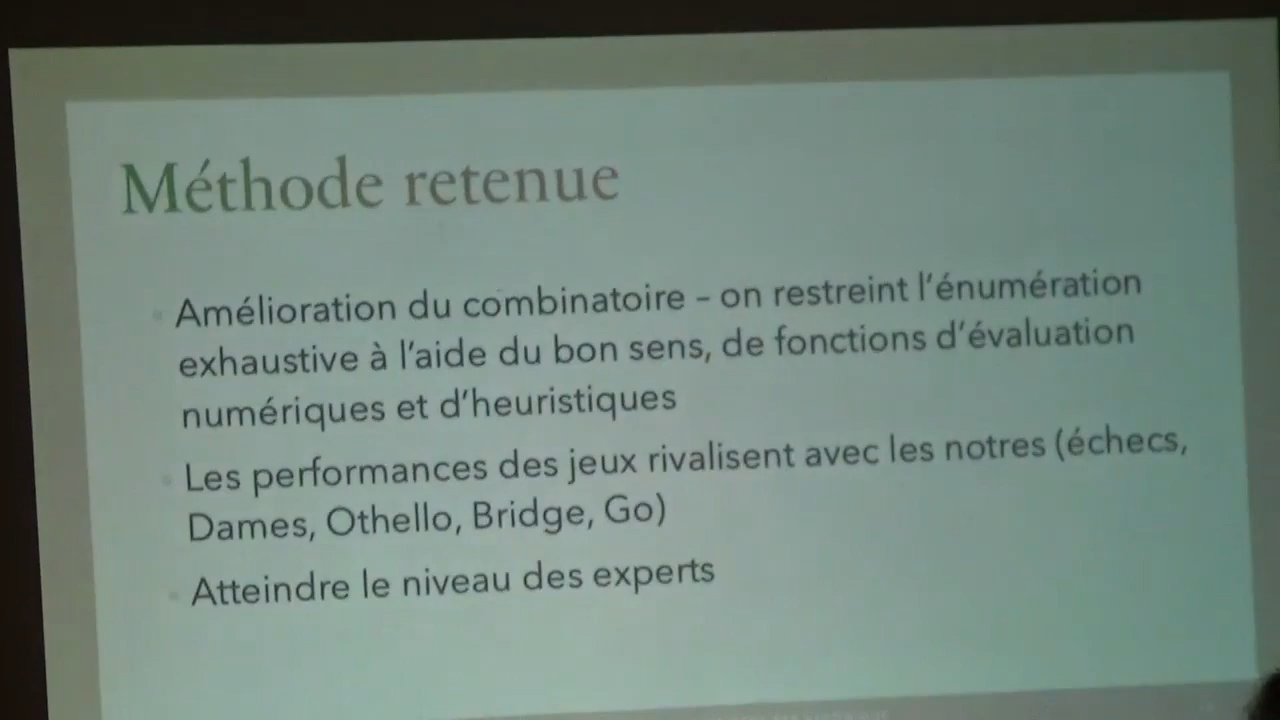 Méthode retenue
Amélioration du combinatoire – on restreint l'énumération
exhaustive à l'aide du bon sens, de fonctions d'évaluation
numériques et d'heuristiques
Les performances des jeux rivalisent avec les notres (échecs,
Dames, Othello, Bridge, Go)
Atteindre le niveau des experts